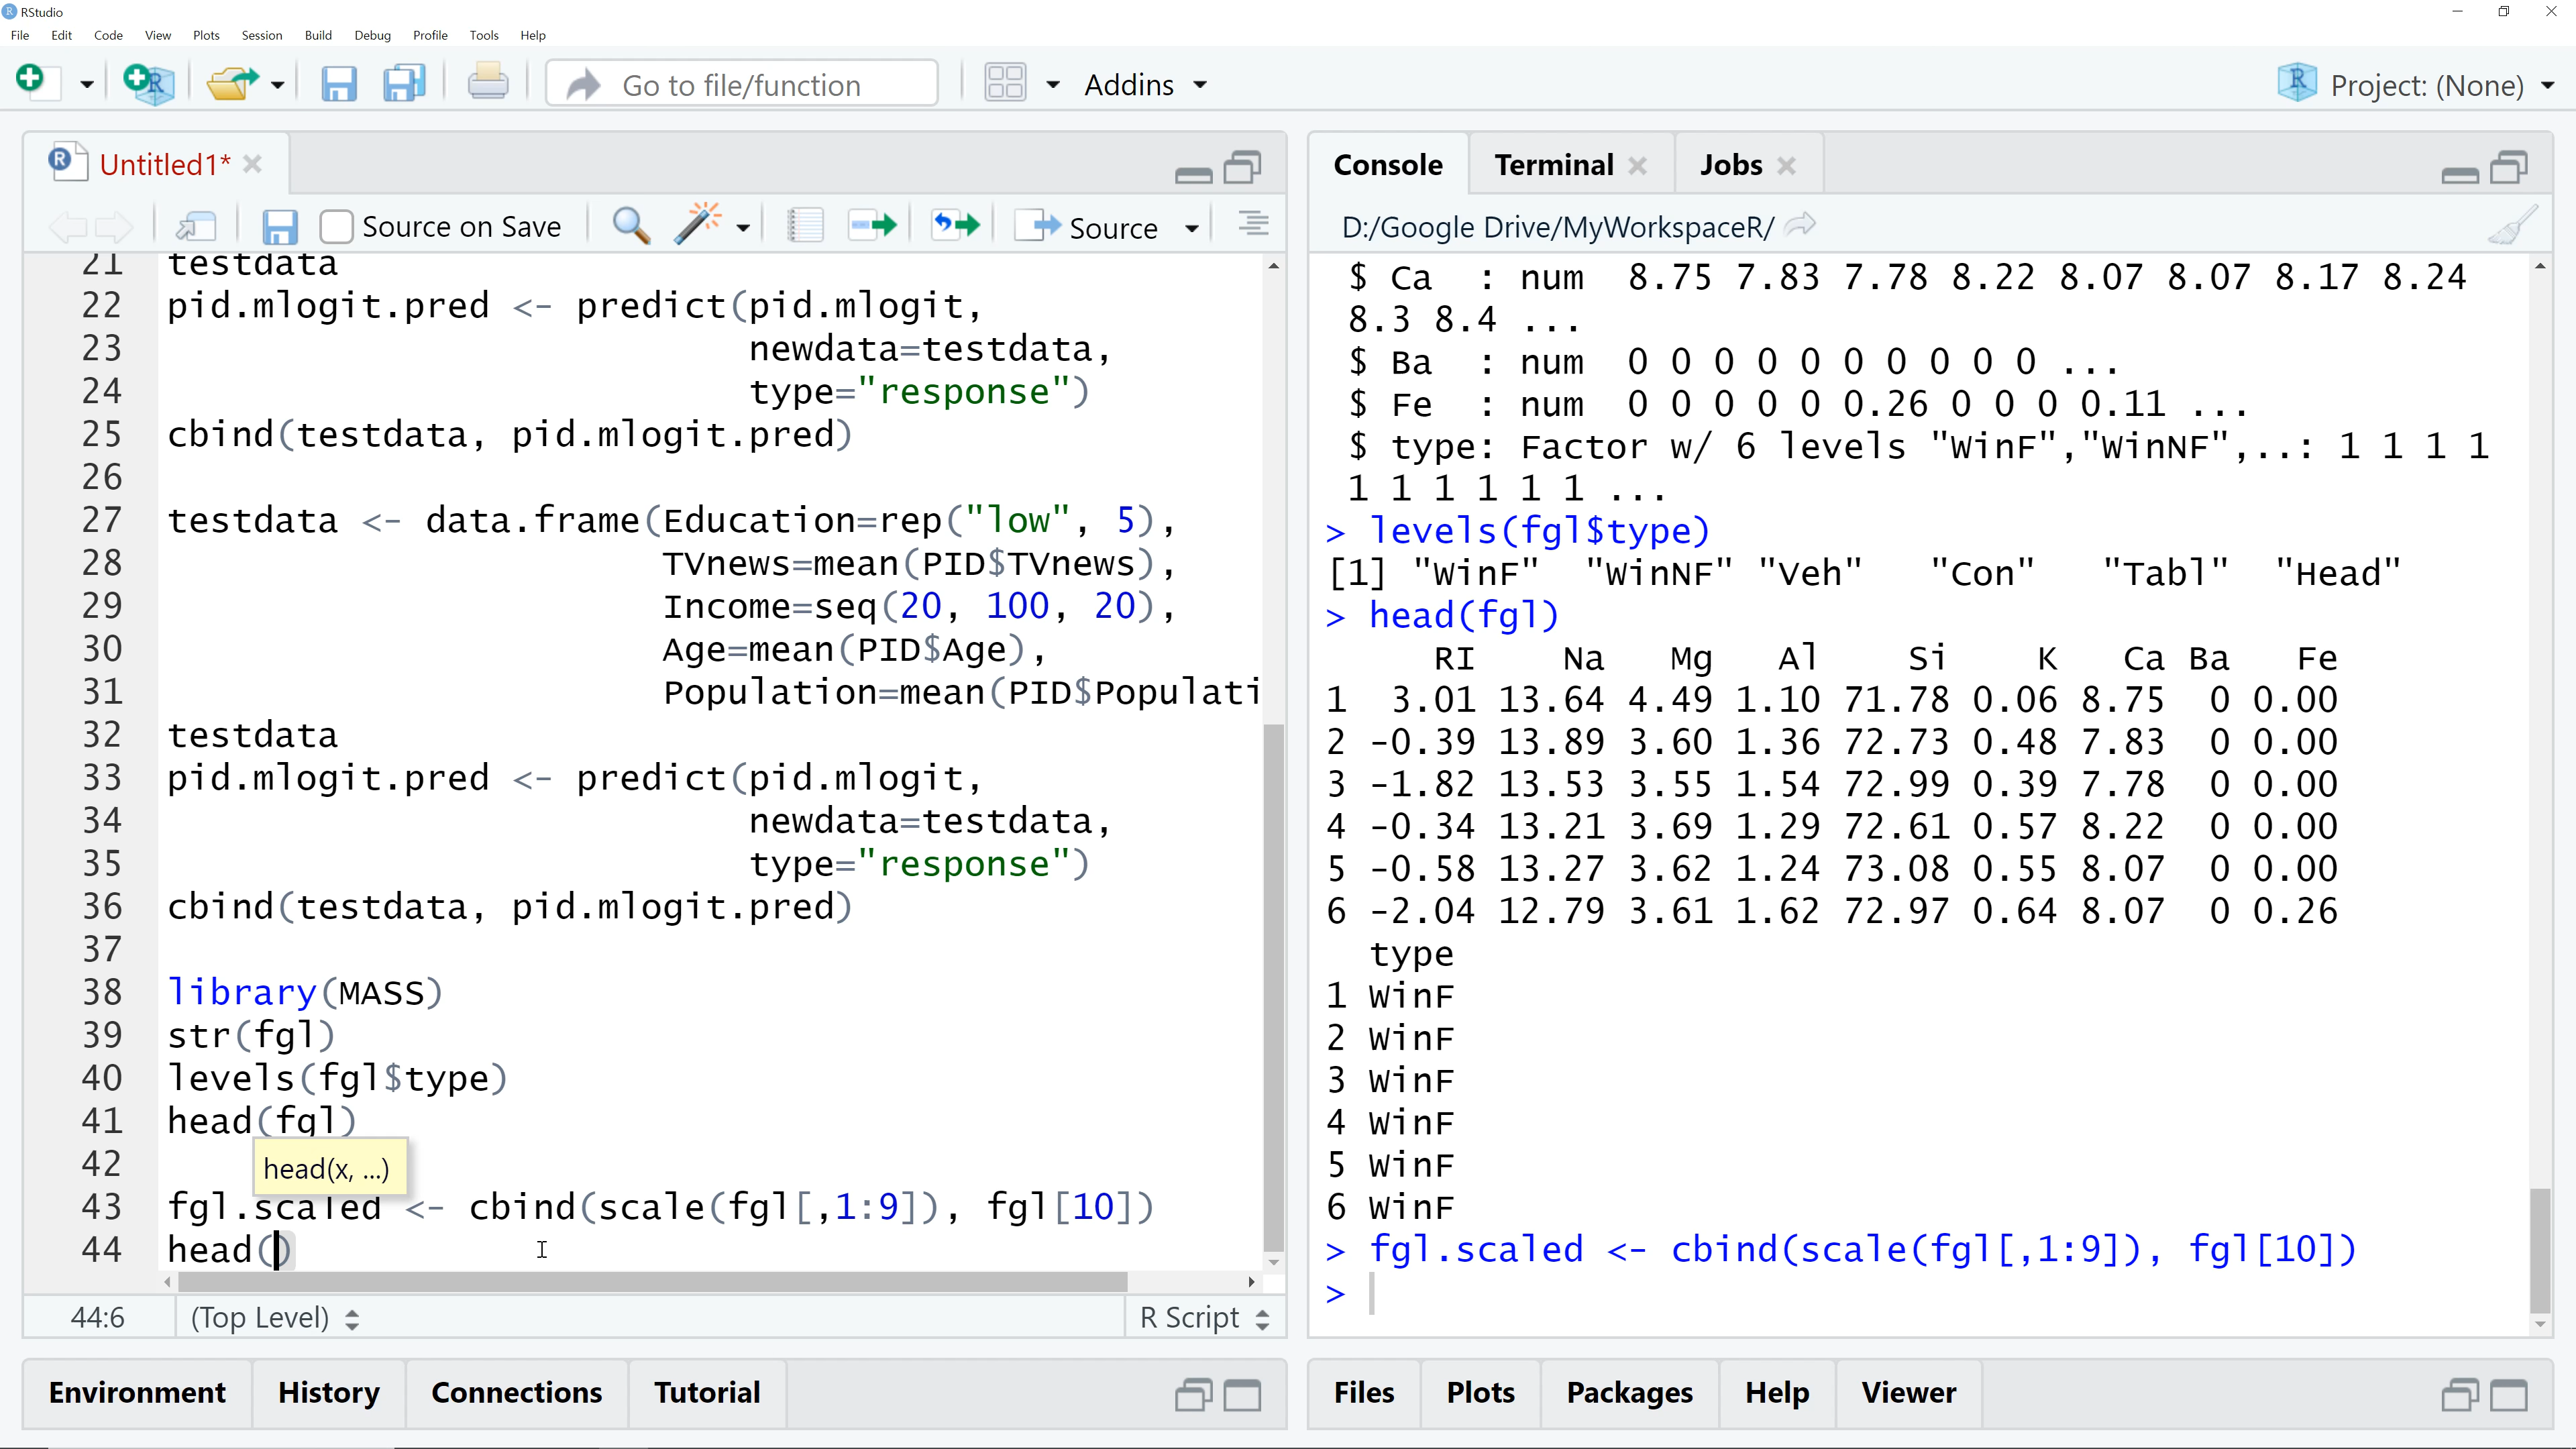 RStudio
File Edit Code View Plots Session Build Debug Profile Tools Help
Go to file/function Addins Project: (None)
Untitled1*
Source on Save Source
21 testdata
22 pid.mlogit.pred <- predict(pid.mlogit,
23 newdata=testdata,
24 type="response")
25 cbind(testdata, pid.mlogit.pred)
26
27 testdata <- data.frame(Education=rep("low", 5),
28 TVnews=mean(PID$TVnews),
29 Income=seq(20, 100, 20),
30 Age=mean(PID$Age),
31 Population=mean(PID$Populati
32 testdata
33 pid.mlogit.pred <- predict(pid.mlogit,
34 newdata=testdata,
35 type="response")
36 cbind(testdata, pid.mlogit.pred)
37
38 library(MASS)
39 str(fgl)
40 levels(fgl$type)
41 head(fgl)
42
head(x, ...)
43 fgl.scaled <- cbind(scale(fgl[,1:9]), fgl[10])
44 head()
44:6 (Top Level) R Script
Environment History Connections Tutorial
Console Terminal Jobs
D:/Google Drive/MyWorkspaceR/
$ Ca : num 8.75 7.83 7.78 8.22 8.07 8.07 8.17 8.24
8.3 8.4 ...
$ Ba : num 0 0 0 0 0 0 0 0 0 0 ...
$ Fe : num 0 0 0 0 0 0.26 0 0 0 0.11 ...
$ type: Factor w/ 6 levels "WinF","WinNF",..: 1 1 1 1
1 1 1 1 1 1 ...
> levels(fgl$type)
[1] "WinF" "WinNF" "Veh" "Con" "Tabl" "Head"
> head(fgl)
RI Na Mg Al Si K Ca Ba Fe
1 3.01 13.64 4.49 1.10 71.78 0.06 8.75 0 0.00
2 -0.39 13.89 3.60 1.36 72.73 0.48 7.83 0 0.00
3 -1.82 13.53 3.55 1.54 72.99 0.39 7.78 0 0.00
4 -0.34 13.21 3.69 1.29 72.61 0.57 8.22 0 0.00
5 -0.58 13.27 3.62 1.24 73.08 0.55 8.07 0 0.00
6 -2.04 12.79 3.61 1.62 72.97 0.64 8.07 0 0.26
type
1 WinF
2 WinF
3 WinF
4 WinF
5 WinF
6 WinF
> fgl.scaled <- cbind(scale(fgl[,1:9]), fgl[10])
>
Files Plots Packages Help Viewer